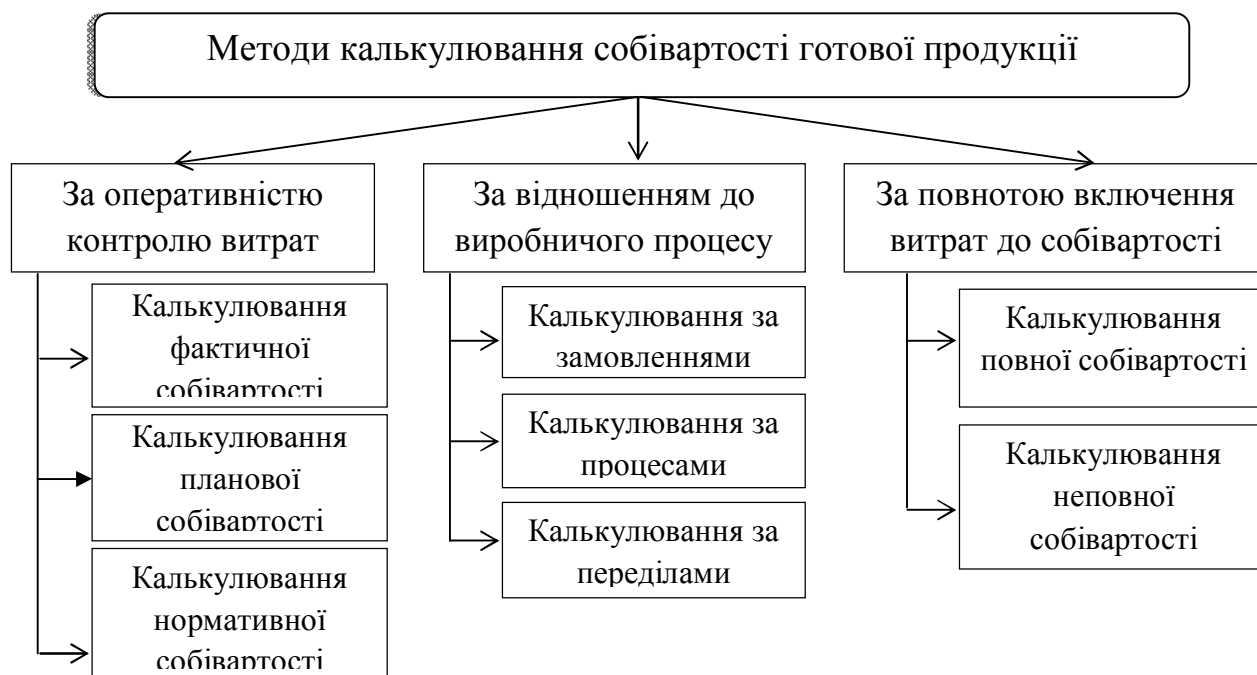 Методи калькулювання собівартості готової продукції
За оперативністю
контролю витрат
Калькулювання
фактичної
собівартості
Калькулювання
планової
собівартості
Калькулювання
нормативної
собівартості
За відношенням до
виробничого процесу
Калькулювання за
замовленнями
Калькулювання за
процесами
Калькулювання за
переділами
За повнотою включення
витрат до собівартості
Калькулювання
повної собівартості
Калькулювання
неповної
собівартості